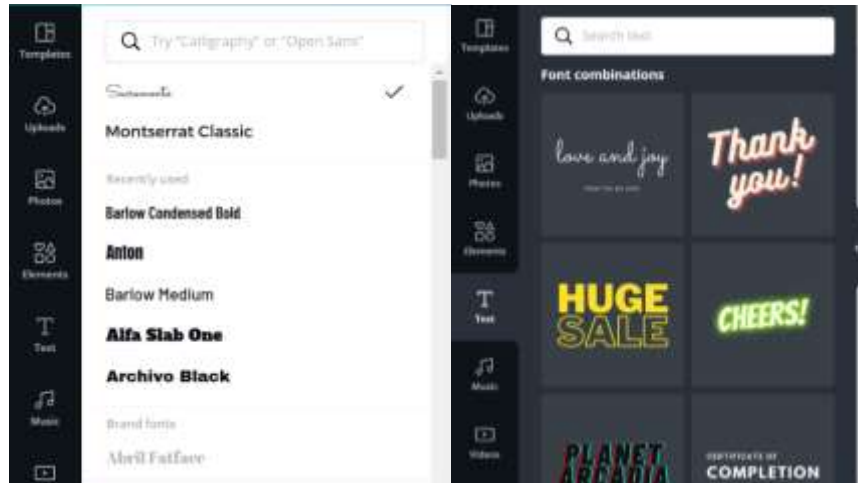 Templates
Uploads
Photos
Elements
Text
Music
Try "Calligraphy" or "Open Sans"
Sacramento
Montserrat Classic
Recently used
Barlow Condensed Bold
Anton
Barlow Medium
Alfa Slab One
Archivo Black
Brand fonts
Abril Fatface
Templates
Uploads
Photos
Elements
Text
Music
Videos
Search text
Font combinations
love and joy
Thank
you!
HUGE
SALE
CHEERS!
PLANET
ARCADIA
CERTIFICATE OF
COMPLETION